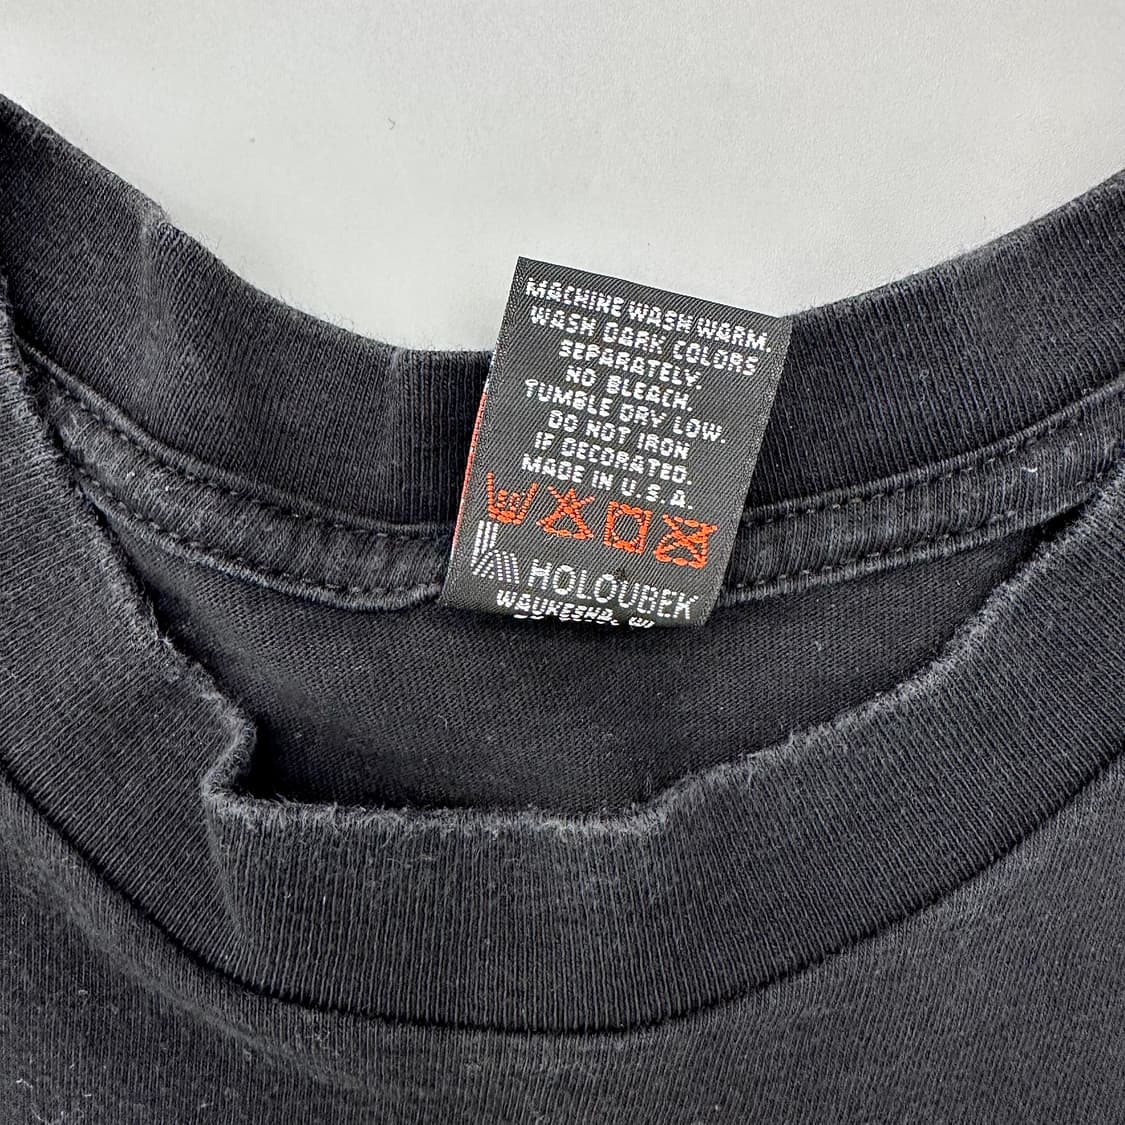 MACHINE WASH WARM.
WASH DARK COLORS
SEPARATELY.
NO BLEACH.
TUMBLE DRY LOW.
DO NOT IRON
IF DECORATED.
MADE IN U.S.A.
HOLOUBEK
WAUKESHA, WI